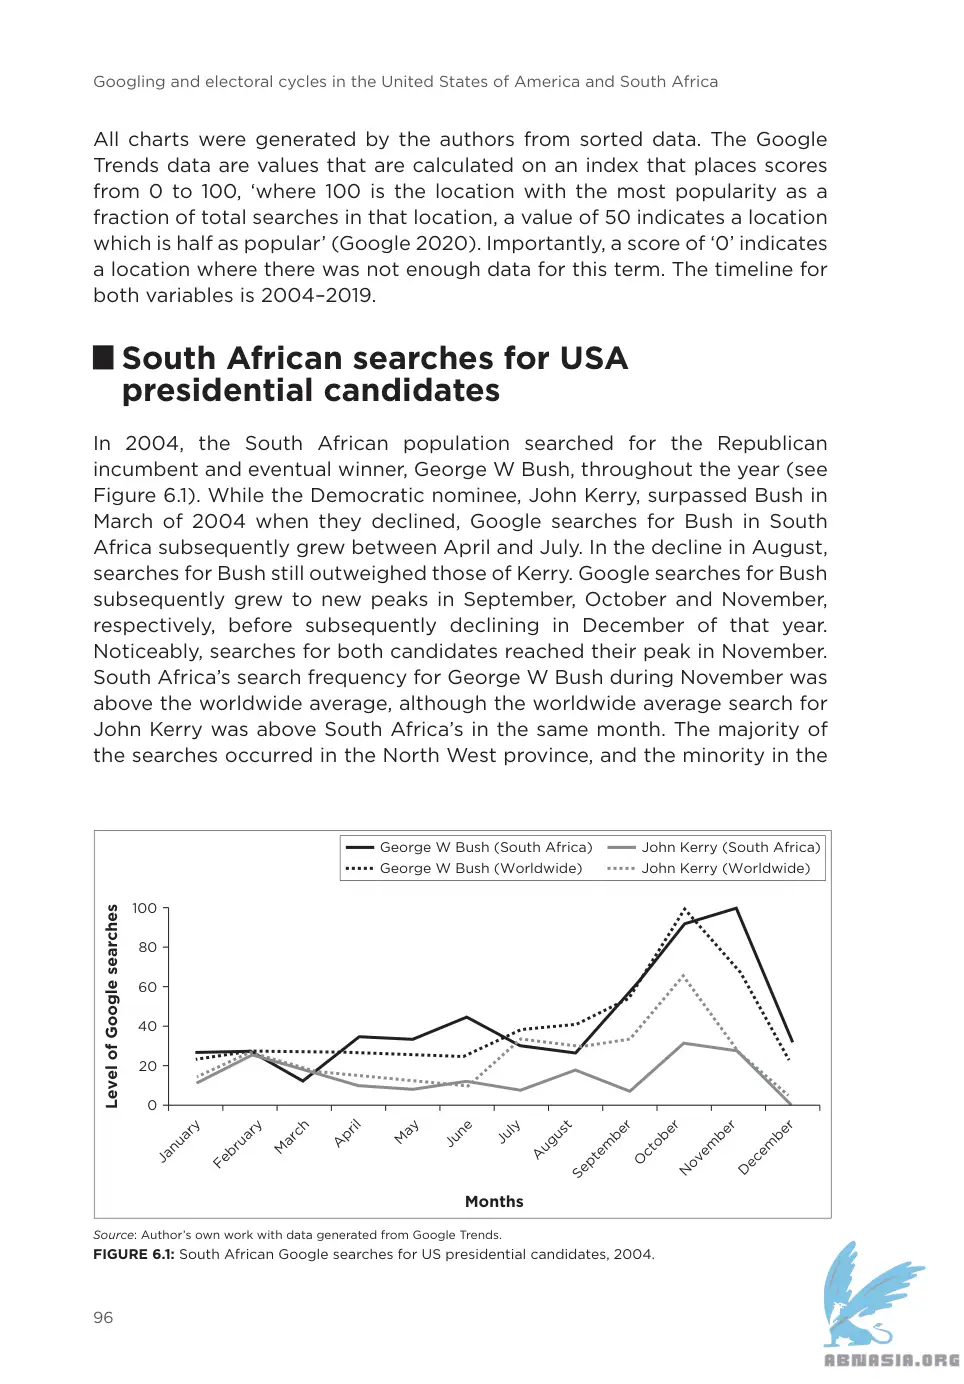 Googling and electoral cycles in the United States of America and South Africa
All charts were generated by the authors from sorted data. The Google
Trends data are values that are calculated on an index that places scores
from 0 to 100, ‘where 100 is the location with the most popularity as a
fraction of total searches in that location, a value of 50 indicates a location
which is half as popular’ (Google 2020). Importantly, a score of ‘0’ indicates
a location where there was not enough data for this term. The timeline for
both variables is 2004–2019.
South African searches for USA
presidential candidates
In 2004, the South African population searched for the Republican
incumbent and eventual winner, George W Bush, throughout the year (see
Figure 6.1). While the Democratic nominee, John Kerry, surpassed Bush in
March of 2004 when they declined, Google searches for Bush in South
Africa subsequently grew between April and July. In the decline in August,
searches for Bush still outweighed those of Kerry. Google searches for Bush
subsequently grew to new peaks in September, October and November,
respectively, before subsequently declining in December of that year.
Noticeably, searches for both candidates reached their peak in November.
South Africa’s search frequency for George W Bush during November was
above the worldwide average, although the worldwide average search for
John Kerry was above South Africa’s in the same month. The majority of
the searches occurred in the North West province, and the minority in the
George W Bush (South Africa) John Kerry (South Africa)
George W Bush (Worldwide) John Kerry (Worldwide)
Level of Google searches
100
80
60
40
20
0
January February March April May June July August September October November December
Months
Source: Author’s own work with data generated from Google Trends.
FIGURE 6.1: South African Google searches for US presidential candidates, 2004.
96
ABNASIA.ORG